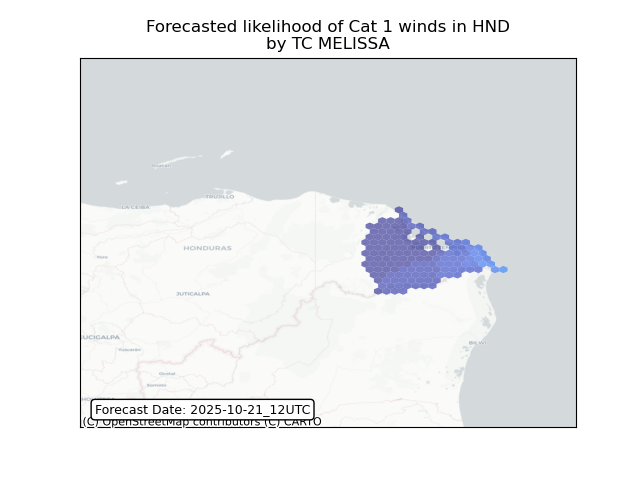 Forecasted likelihood of Cat 1 winds in HND
by TC MELISSA
TRUJILLO
LA CEIBA
HONDURAS
JUTICALPA
UCIGALPA
Forecast Date: 2025-10-21_12UTC
(C) OpenStreetMap contributors (C) CARTO